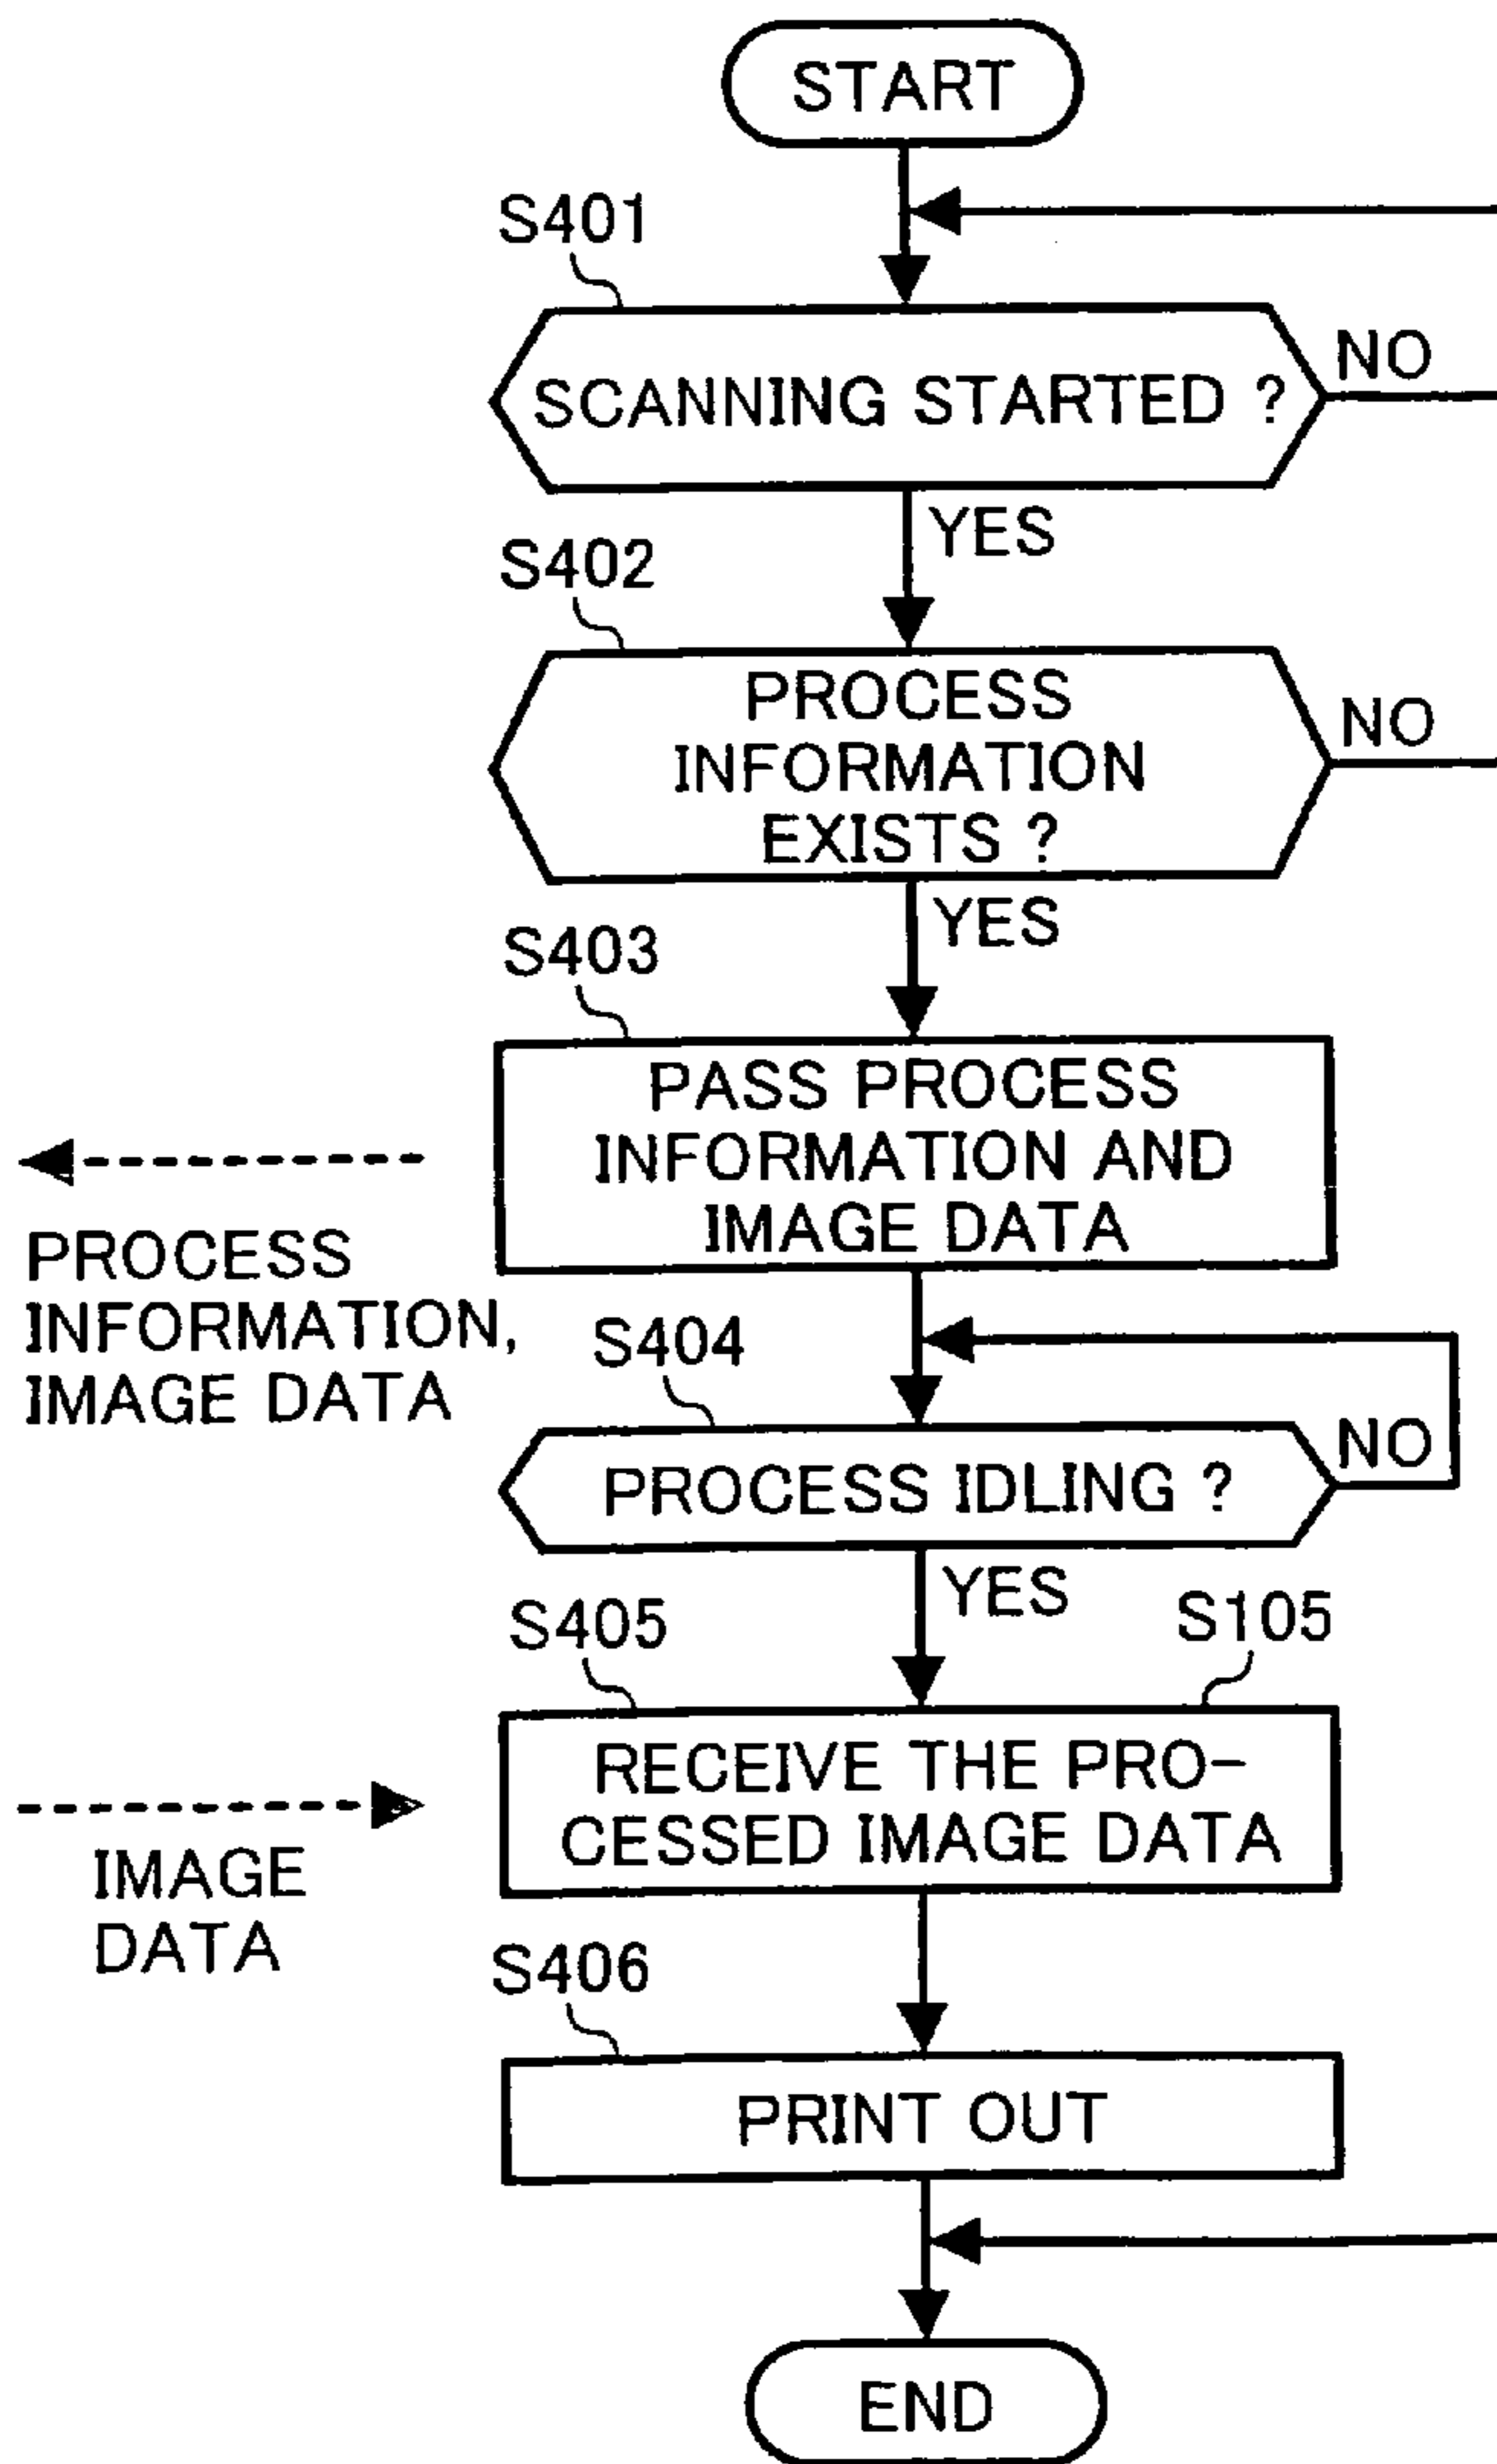 START
S401
SCANNING STARTED ?
NO
YES
S402
PROCESS
INFORMATION
EXISTS ?
NO
YES
S403
PASS PROCESS
INFORMATION AND
IMAGE DATA
PROCESS
INFORMATION,
IMAGE DATA
S404
PROCESS IDLING ?
NO
YES
S405
S105
RECEIVE THE PRO-
CESSED IMAGE DATA
IMAGE
DATA
S406
PRINT OUT
END